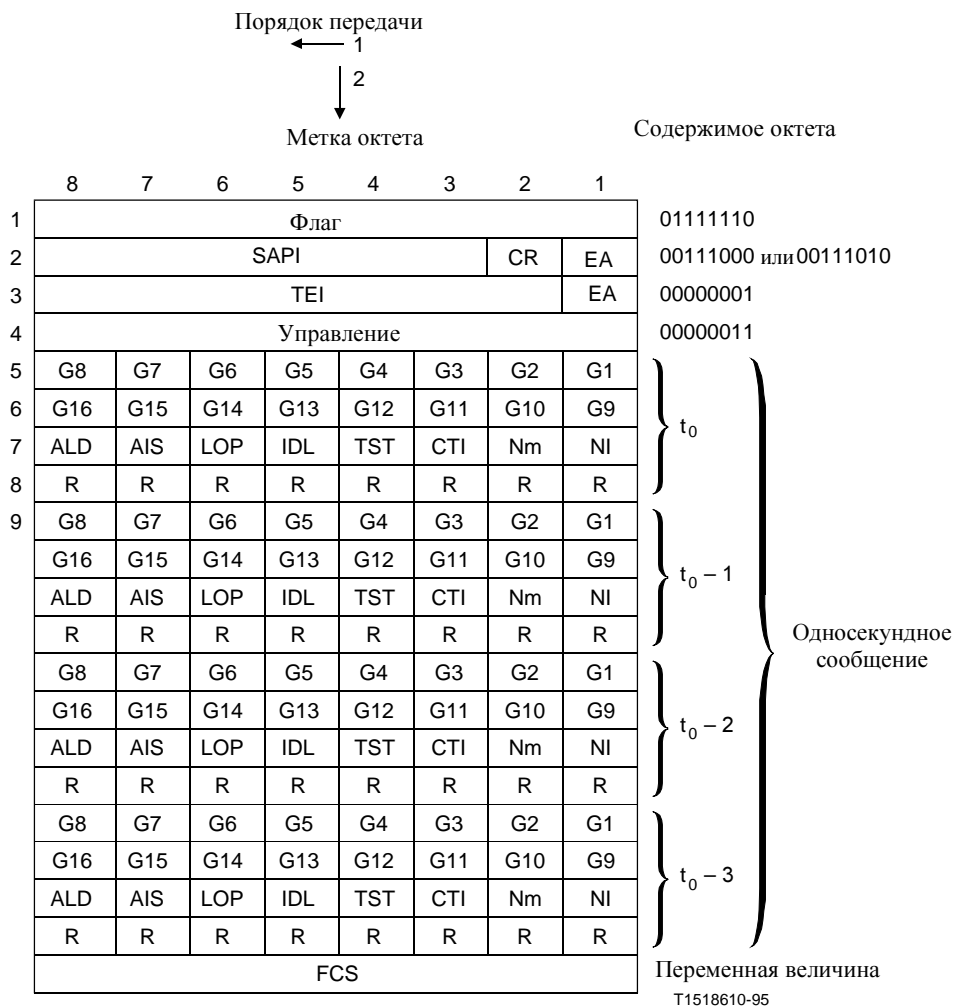 Порядок передачи
1
2
Метка октета
Содержимое октета
8 7 6 5 4 3 2 1
1 Флаг 01111110
2 SAPI CR EA 00111000 или 00111010
3 TEI EA 00000001
4 Управление 00000011
5 G8 G7 G6 G5 G4 G3 G2 G1
6 G16 G15 G14 G13 G12 G11 G10 G9
t0
7 ALD AIS LOP IDL TST CTI Nm NI
8 R R R R R R R R
9 G8 G7 G6 G5 G4 G3 G2 G1
G16 G15 G14 G13 G12 G11 G10 G9
t0 – 1
ALD AIS LOP IDL TST CTI Nm NI
R R R R R R R R
Односекундное
сообщение
G8 G7 G6 G5 G4 G3 G2 G1
G16 G15 G14 G13 G12 G11 G10 G9
t0 – 2
ALD AIS LOP IDL TST CTI Nm NI
R R R R R R R R
G8 G7 G6 G5 G4 G3 G2 G1
G16 G15 G14 G13 G12 G11 G10 G9
t0 – 3
ALD AIS LOP IDL TST CTI Nm NI
R R R R R R R R
FCS Переменная величина
T1518610-95